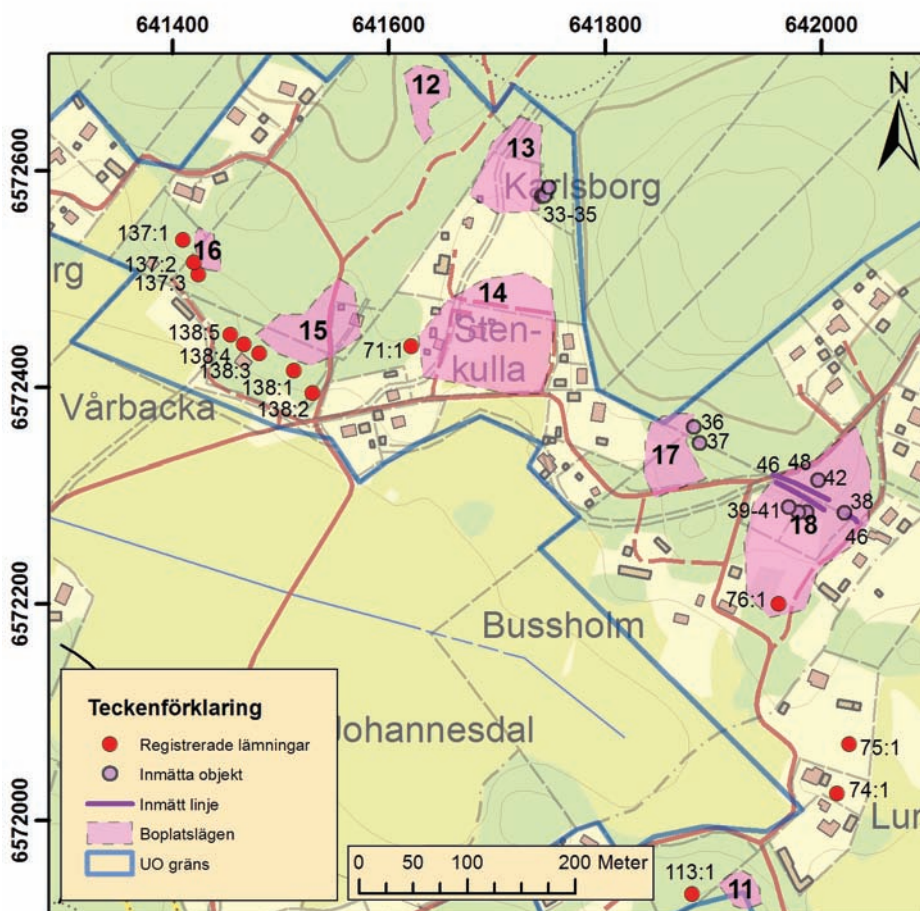 641400
641600
641800
642000
N
6572600
6572400
6572200
6572000
12
13
Karlsborg
33-35
137:1
16
137:2
137:3
rg
14
15
Sten-
kulla
71:1
138:5
138:4
138:3
138:1
138:2
Vårbacka
36
37
17
46
48
42
39-41
18
38
46
76:1
Bussholm
Johannesdal
75:1
74:1
Lur
113:1
11
Teckenförklaring
Registrerade lämningar
Inmätta objekt
Inmätt linje
Boplatslägen
UO gräns
0 50 100 200 Meter